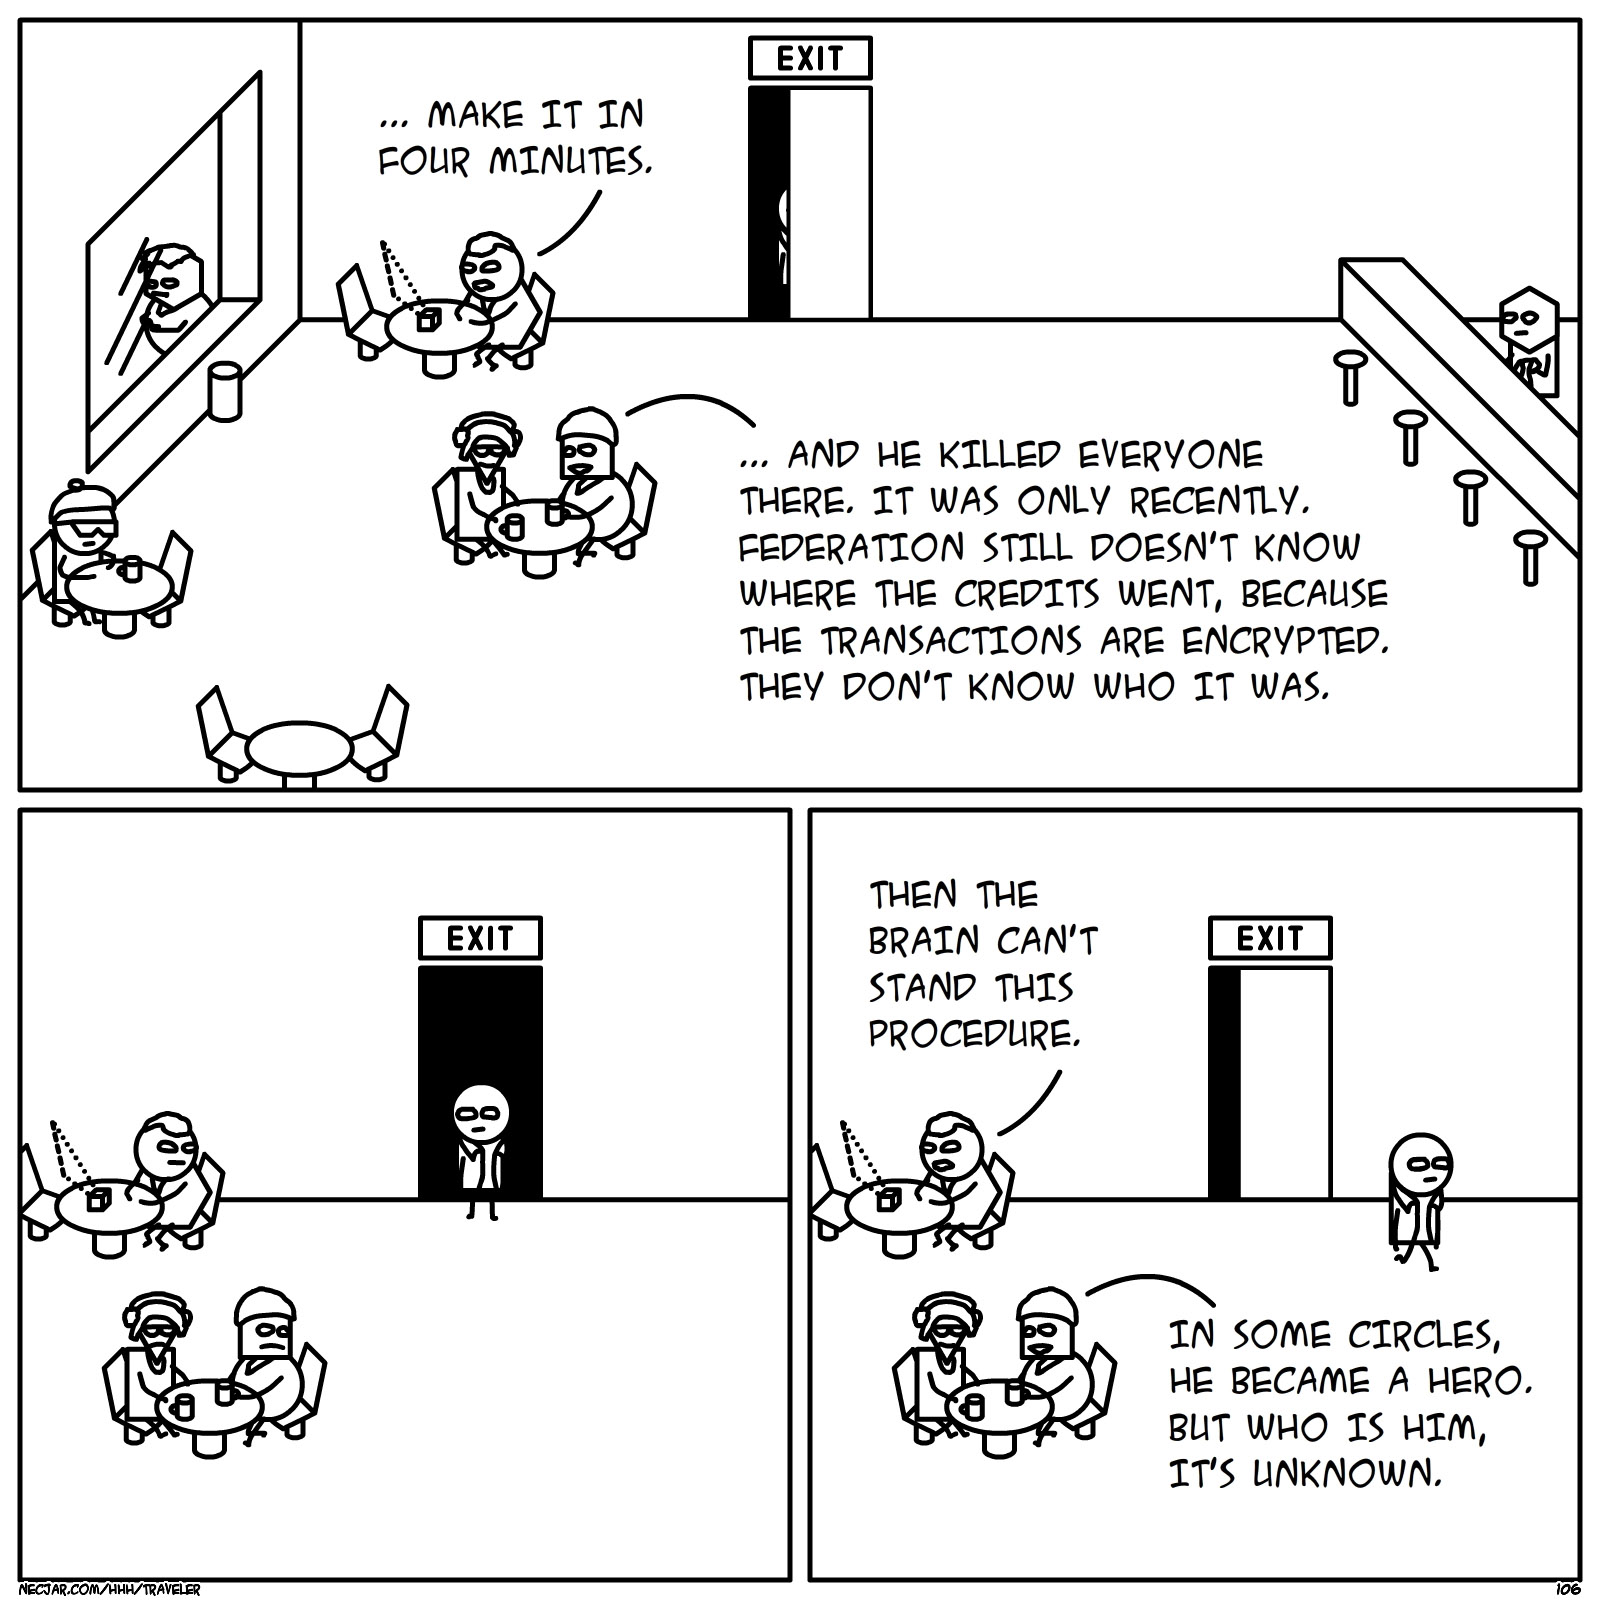 EXIT
... MAKE IT IN
FOUR MINUTES.
... AND HE KILLED EVERYONE
THERE. IT WAS ONLY RECENTLY.
FEDERATION STILL DOESN'T KNOW
WHERE THE CREDITS WENT, BECAUSE
THE TRANSACTIONS ARE ENCRYPTED.
THEY DON'T KNOW WHO IT WAS.
EXIT
THEN THE
BRAIN CAN'T
STAND THIS
PROCEDURE.
EXIT
IN SOME CIRCLES,
HE BECAME A HERO.
BUT WHO IS HIM,
IT'S UNKNOWN.
NECJAR.COM/HHH/TRAVELER
106